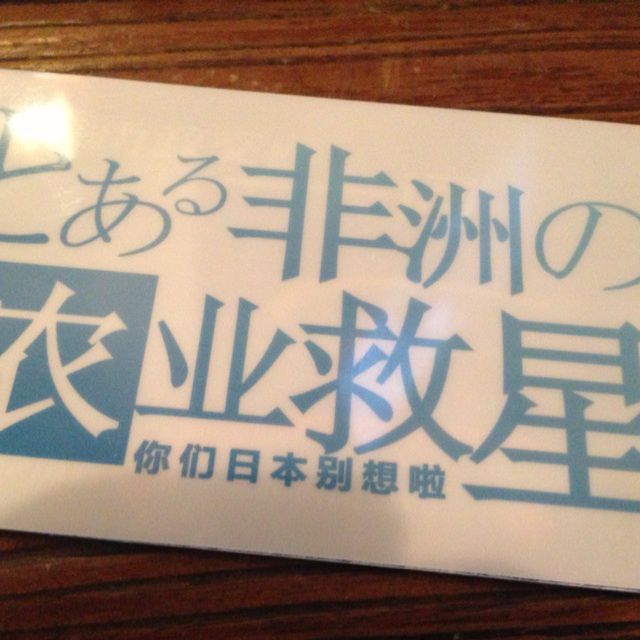 とある非洲の
农业救星
你们日本别想啦